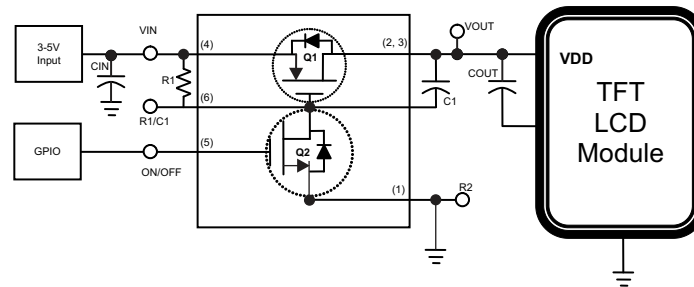 VIN
3-5V
Input
CIN
R1
(4)
Q1
(2, 3)
VOUT
C1
COUT
VDD
TFT
LCD
Module
(6)
R1/C1
GPIO
ON/OFF
(5)
Q2
(1)
R2